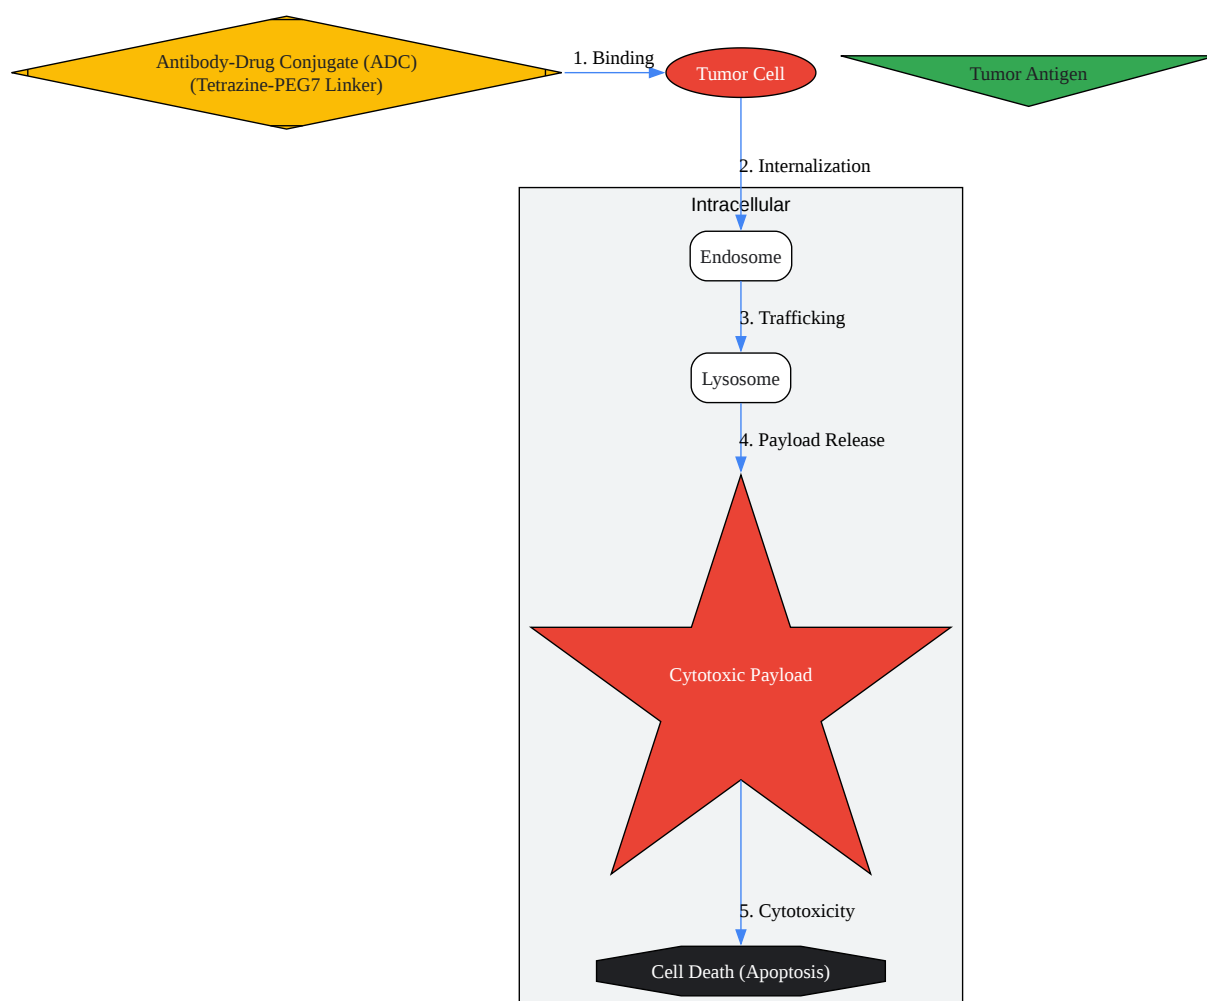 Antibody-Drug Conjugate (ADC)
(Tetrazine-PEG7 Linker)
1. Binding
Tumor Cell
Tumor Antigen
2. Internalization
Intracellular
Endosome
3. Trafficking
Lysosome
4. Payload Release
Cytotoxic Payload
5. Cytotoxicity
Cell Death (Apoptosis)